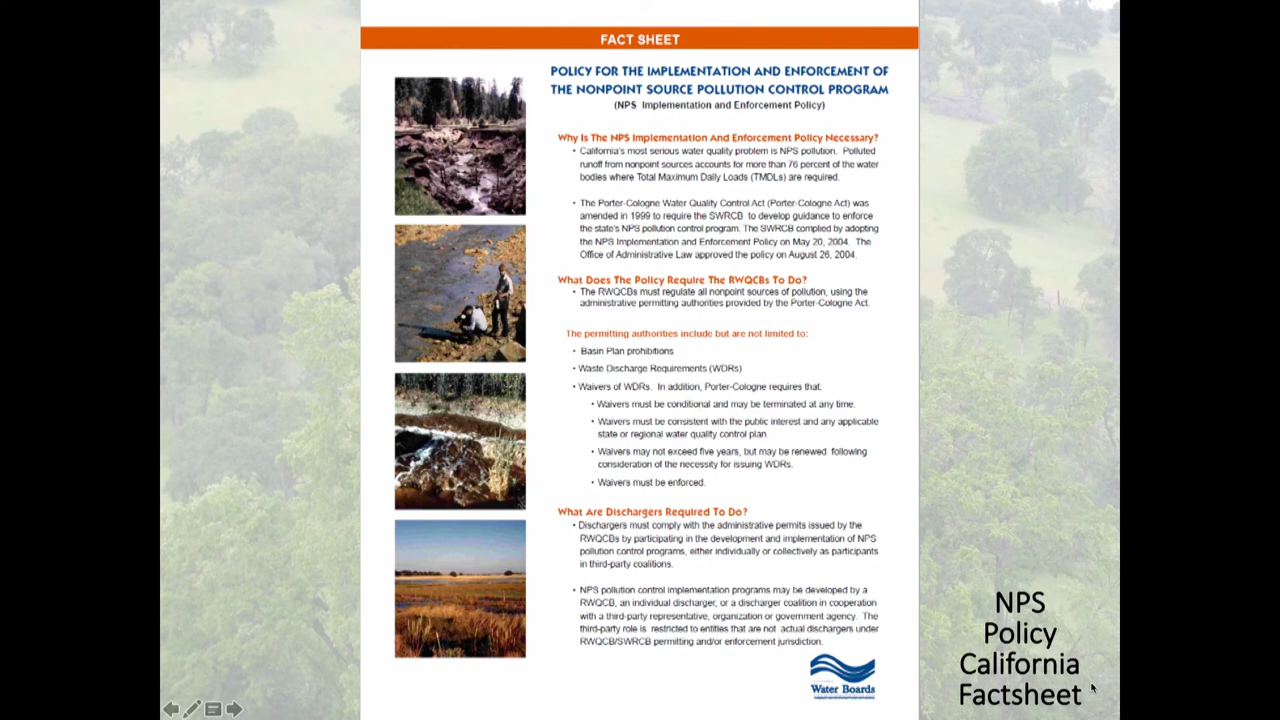 FACT SHEET
POLICY FOR THE IMPLEMENTATION AND ENFORCEMENT OF
THE NONPOINT SOURCE POLLUTION CONTROL PROGRAM
(NPS Implementation and Enforcement Policy)
Why Is The NPS Implementation And Enforcement Policy Necessary?
• California's most serious water quality problem is NPS pollution. Polluted
runoff from nonpoint sources accounts for more than 76 percent of the water
bodies where Total Maximum Daily Loads (TMDLs) are required.
• The Porter-Cologne Water Quality Control Act (Porter-Cologne Act) was
amended in 1999 to require the SWRCB to develop guidance to enforce
the state's NPS pollution control program. The SWRCB complied by adopting
the NPS Implementation and Enforcement Policy on May 20, 2004. The
Office of Administrative Law approved the policy on August 26, 2004.
What Does The Policy Require The RWQCBs To Do?
• The RWQCBs must regulate all nonpoint sources of pollution, using the
administrative permitting authorities provided by the Porter-Cologne Act.
The permitting authorities include but are not limited to:
• Basin Plan prohibitions
• Waste Discharge Requirements (WDRs)
• Waivers of WDRs. In addition, Porter-Cologne requires that:
• Waivers must be conditional and may be terminated at any time.
• Waivers must be consistent with the public interest and any applicable
state or regional water quality control plan
• Waivers may not exceed five years, but may be renewed following
consideration of the necessity for issuing WDRs.
• Waivers must be enforced.
What Are Dischargers Required To Do?
• Dischargers must comply with the administrative permits issued by the
RWQCBs by participating in the development and implementation of NPS
pollution control programs, either individually or collectively as participants
in third-party coalitions.
• NPS pollution control implementation programs may be developed by a
RWQCB, an individual discharger, or a discharger coalition in cooperation
with a third-party representative, organization or government agency. The
third-party role is restricted to entities that are not actual dischargers under
RWQCB/SWRCB permitting and/or enforcement jurisdiction.
Water Boards
NPS
Policy
California
Factsheet